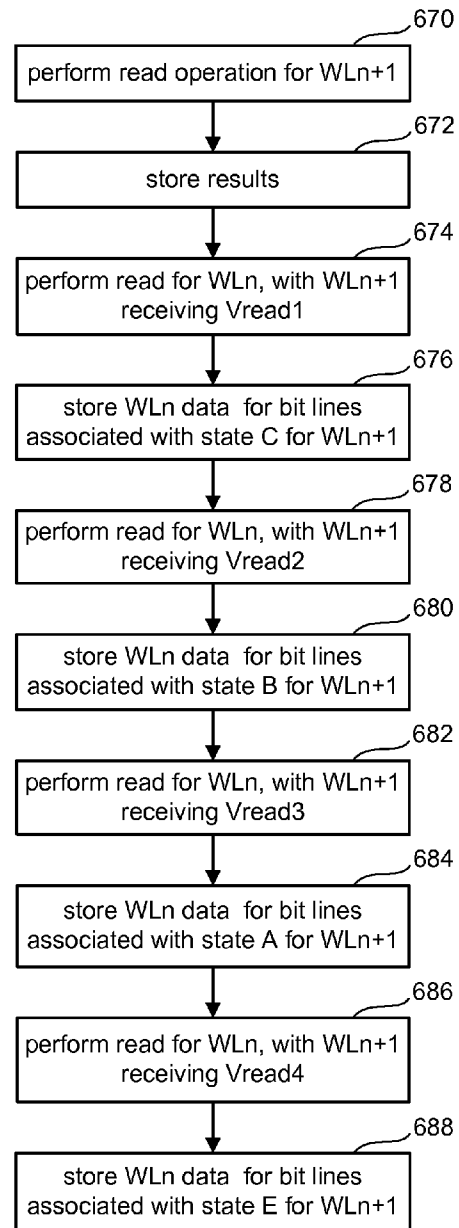 670
perform read operation for WLn+1
672
store results
674
perform read for WLn, with WLn+1
receiving Vread1
676
store WLn data for bit lines
associated with state C for WLn+1
678
perform read for WLn, with WLn+1
receiving Vread2
680
store WLn data for bit lines
associated with state B for WLn+1
682
perform read for WLn, with WLn+1
receiving Vread3
684
store WLn data for bit lines
associated with state A for WLn+1
686
perform read for WLn, with WLn+1
receiving Vread4
688
store WLn data for bit lines
associated with state E for WLn+1